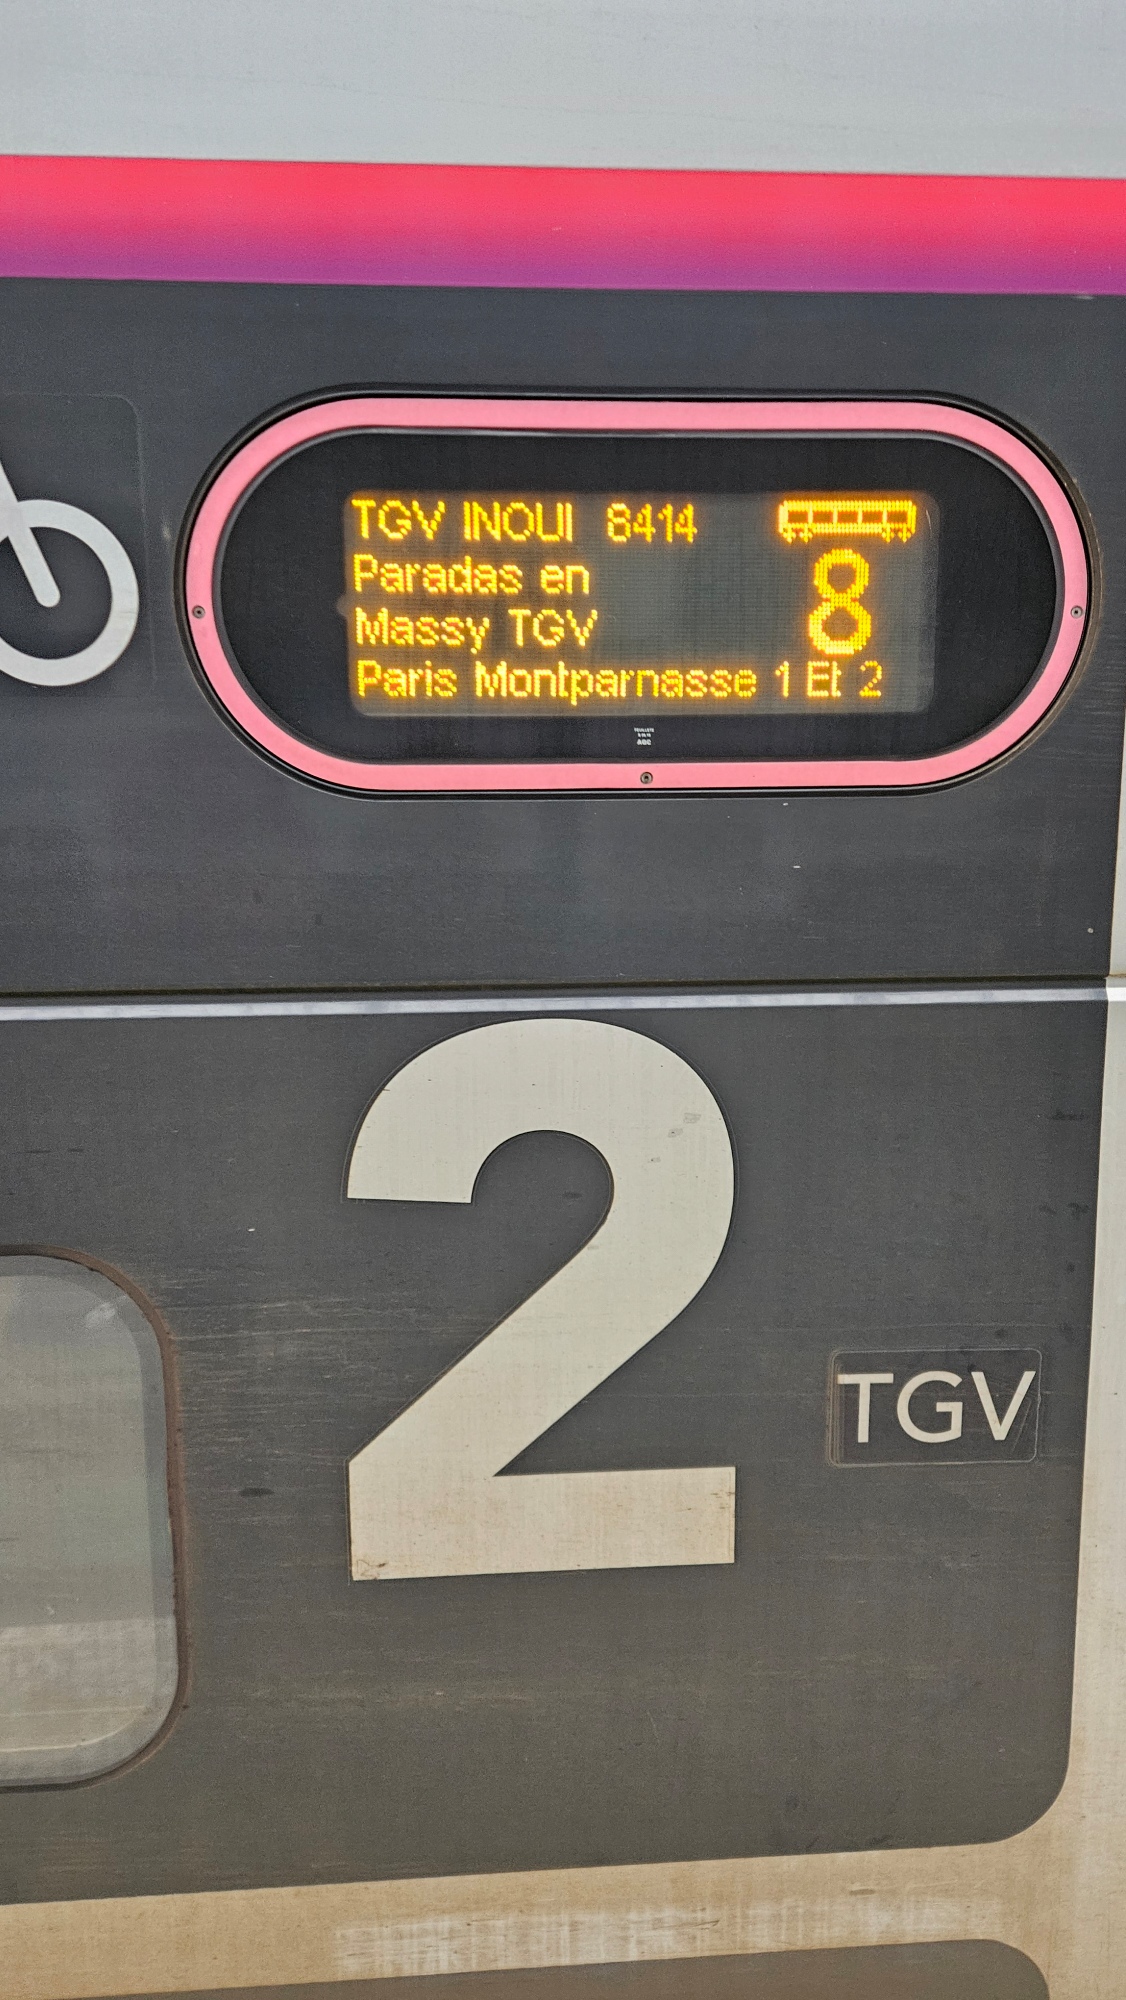 TGV INOUI 8414
Paradas en
8
Massy TGV
Paris Montparnasse 1 Et 2
2
TGV